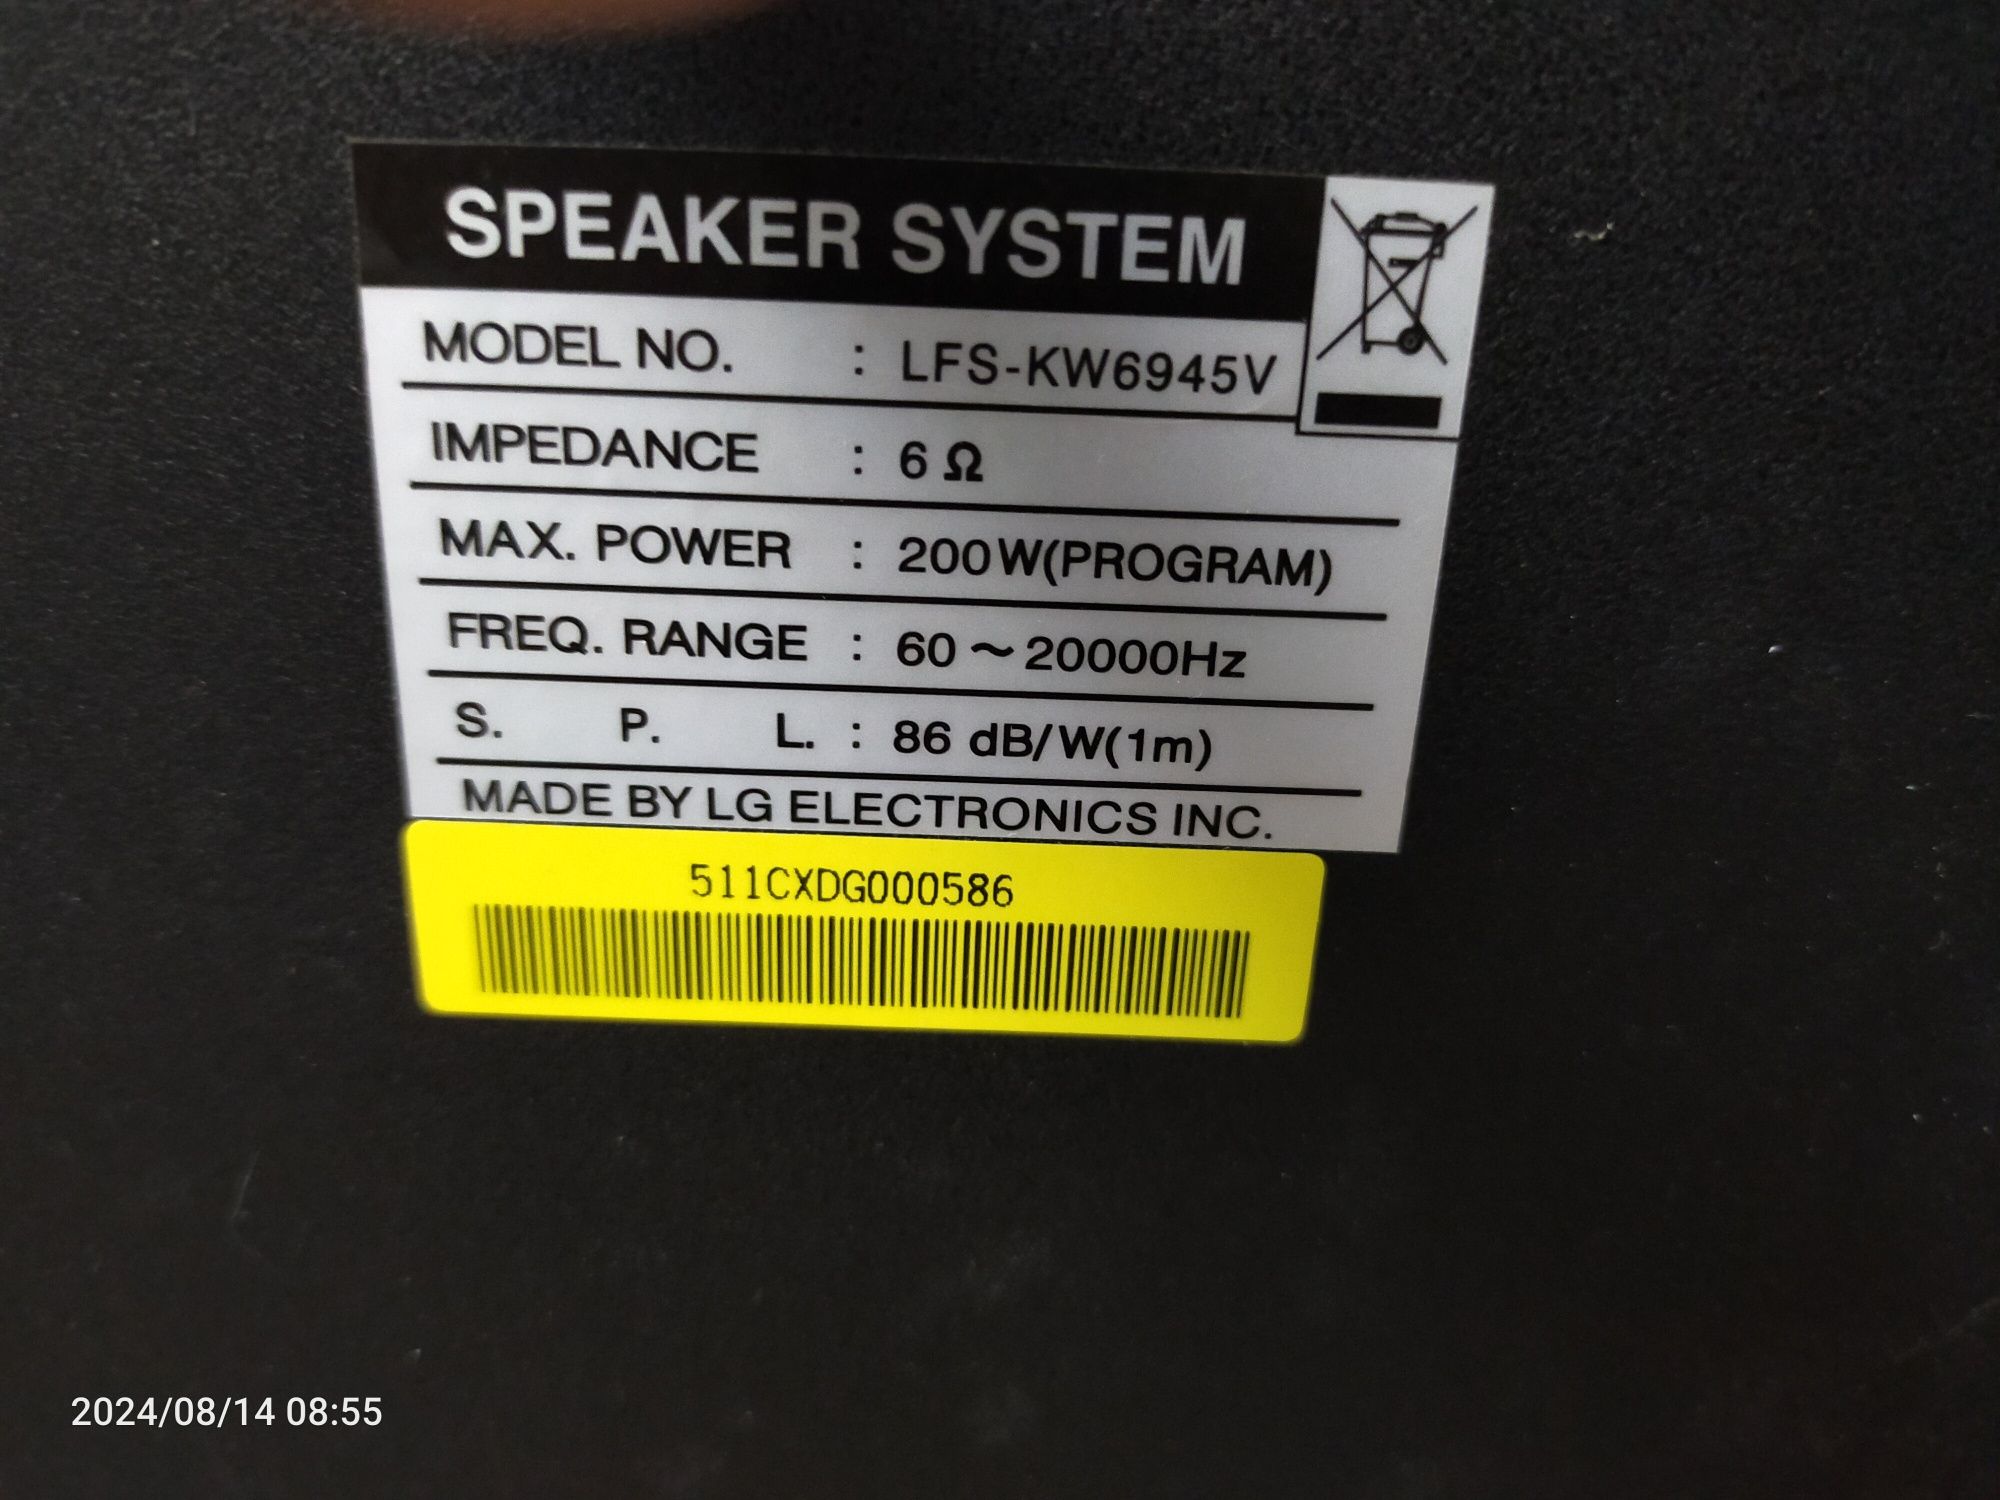 SPEAKER SYSTEM
MODEL NO. : LFS-KW6945V
IMPEDANCE : 6 Ω
MAX. POWER : 200W(PROGRAM)
FREQ. RANGE : 60 ~ 20000Hz
S. P. L. : 86 dB/W(1m)
MADE BY LG ELECTRONICS INC.
511CXDG000586
2024/08/14 08:55